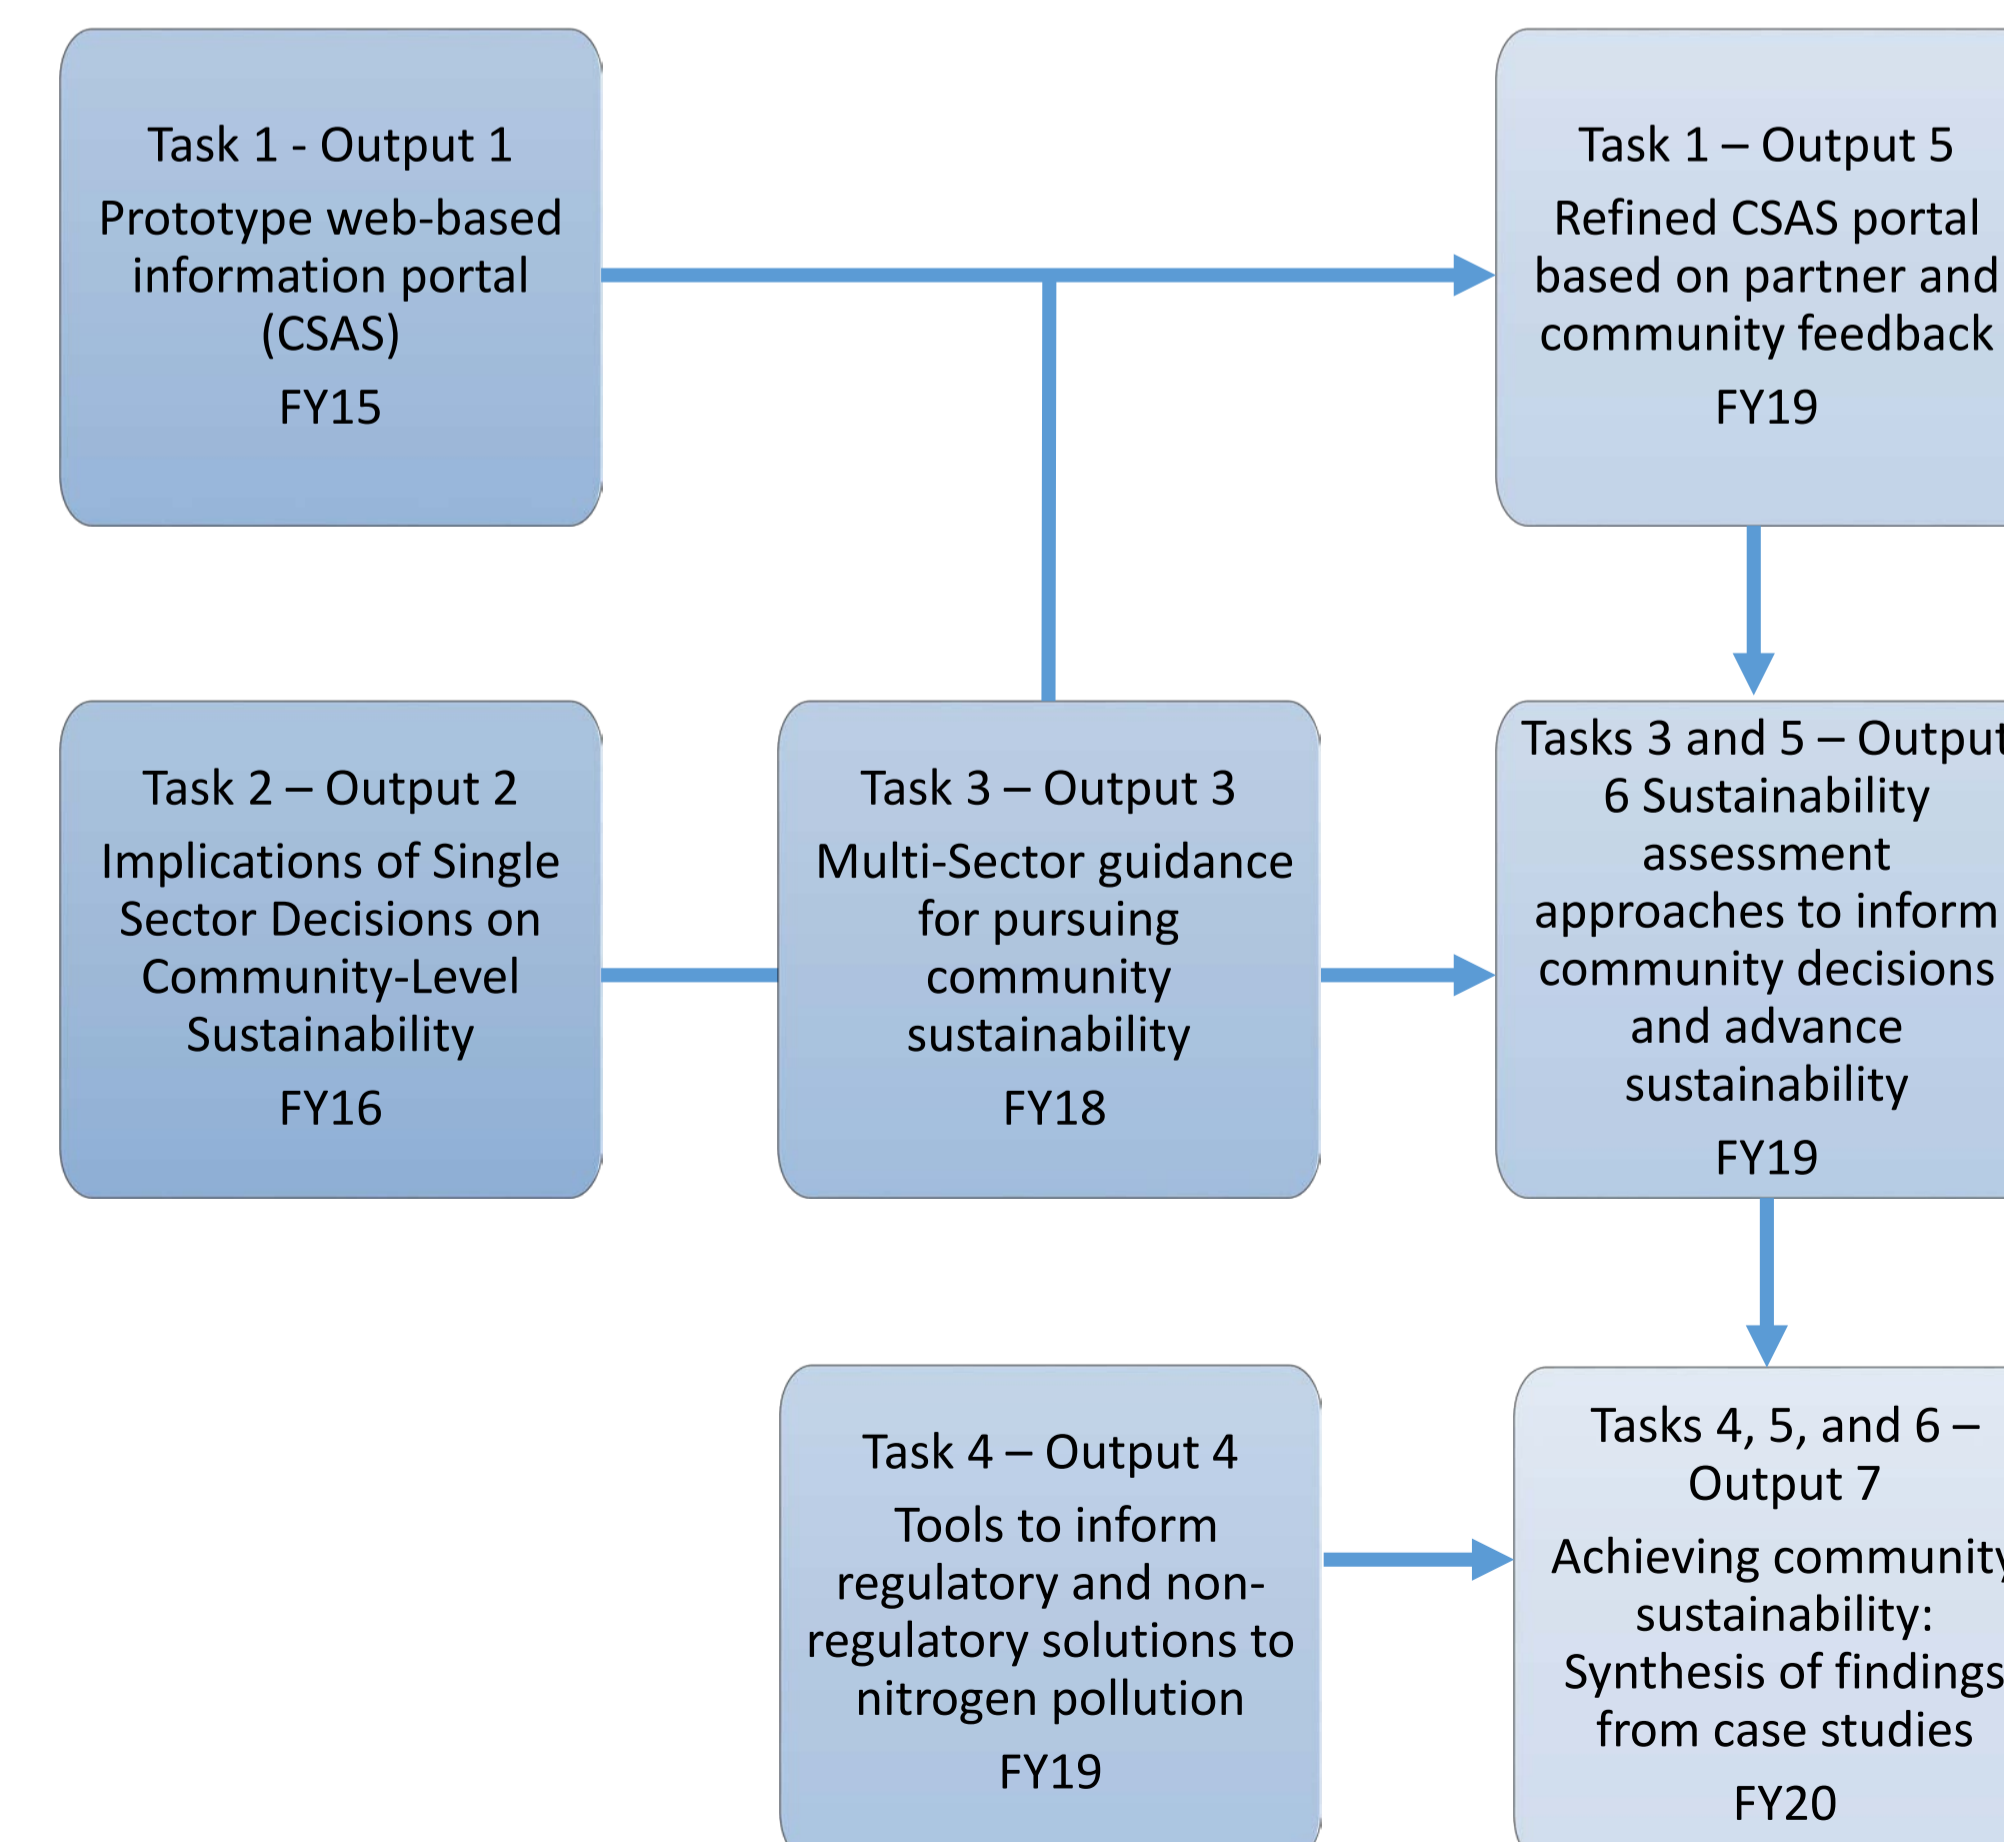 Task 1 - Output 1
Prototype web-based
information portal
(CSAS)
FY15
Task 1 – Output 5
Refined CSAS portal
based on partner and
community feedback
FY19
Task 2 – Output 2
Implications of Single
Sector Decisions on
Community-Level
Sustainability
FY16
Task 3 – Output 3
Multi-Sector guidance
for pursuing
community
sustainability
FY18
Tasks 3 and 5 – Output
6 Sustainability
assessment
approaches to inform
community decisions
and advance
sustainability
FY19
Task 4 – Output 4
Tools to inform
regulatory and non-
regulatory solutions to
nitrogen pollution
FY19
Tasks 4, 5, and 6 –
Output 7
Achieving community
sustainability:
Synthesis of findings
from case studies
FY20